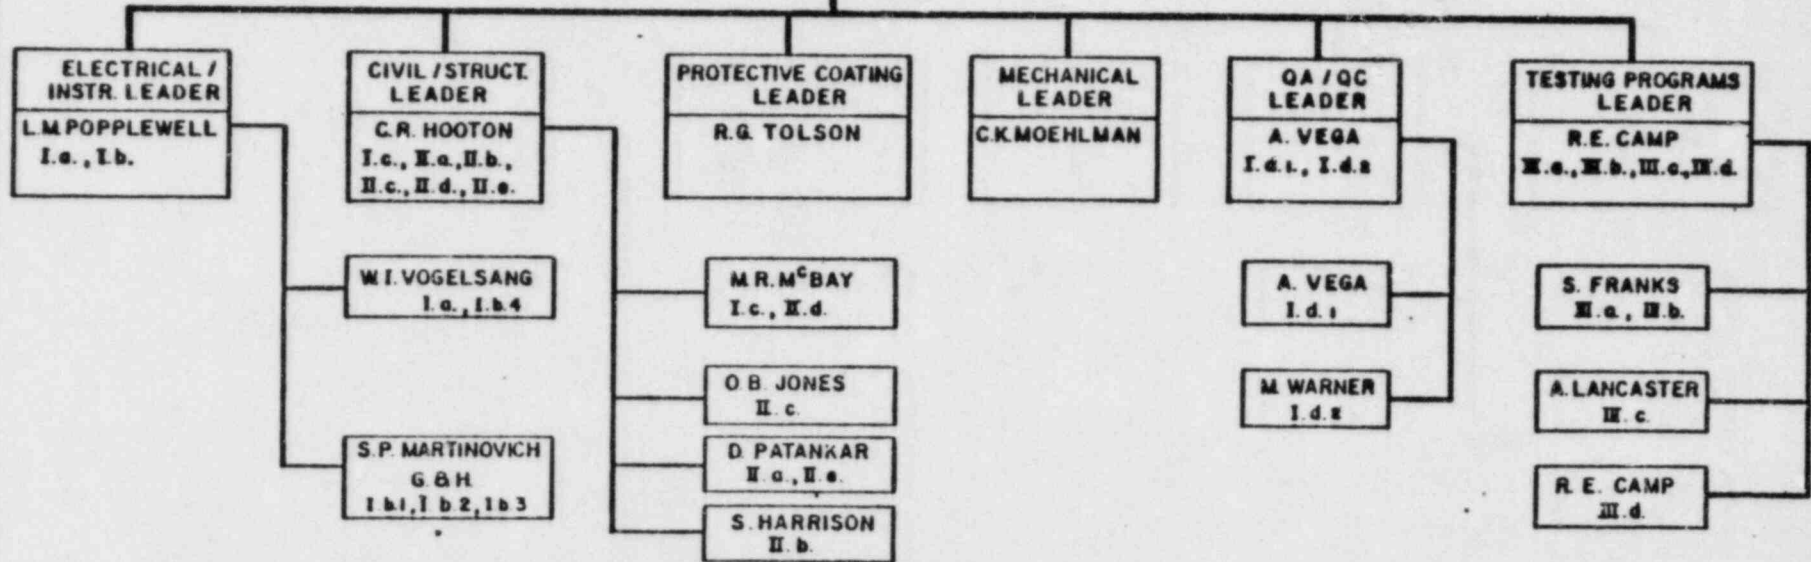 ELECTRICAL /
INSTR. LEADER
L.M. POPPLEWELL
I.a., I.b.
CIVIL / STRUCT.
LEADER
C.R. HOOTON
I.c., II.a., II.b.,
II.c., II.d., II.e.
PROTECTIVE COATING
LEADER
R.G. TOLSON
MECHANICAL
LEADER
C.K. MOEHLMAN
QA / QC
LEADER
A. VEGA
I.d.1, I.d.2
TESTING PROGRAMS
LEADER
R.E. CAMP
III.a., III.b., III.c., III.d.
W.I. VOGELSANG
I.a., I.b.4
S.P. MARTINOVICH
G. & H.
I.b.1, I b 2, I b 3
M.R. McBAY
I.c., II.d.
O.B. JONES
II.c.
D. PATANKAR
II.a., II.e.
S. HARRISON
II.b.
A. VEGA
I.d.1
M. WARNER
I.d.2
S. FRANKS
III.a., III.b.
A. LANCASTER
III.c.
R.E. CAMP
III.d.